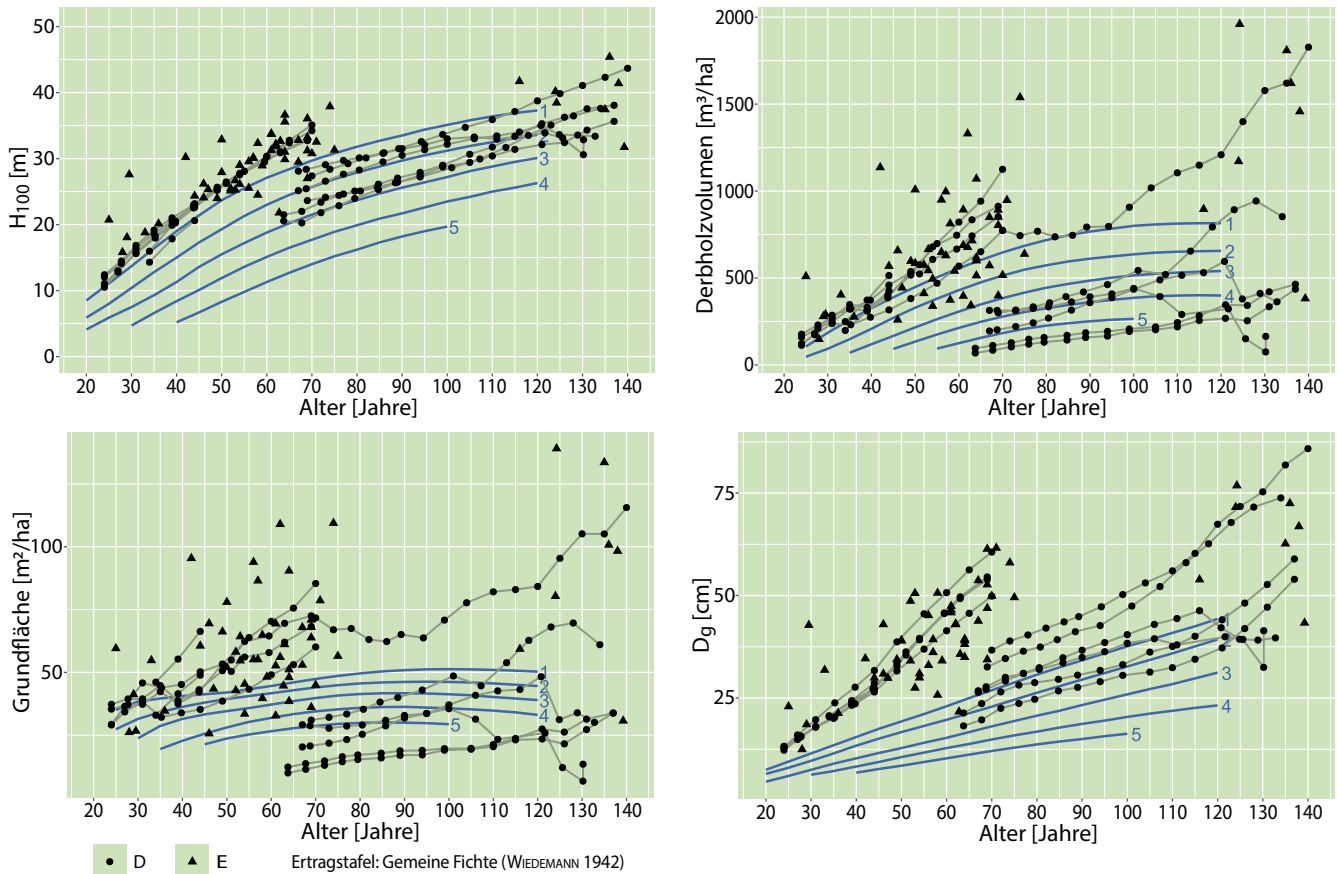 H100 [m]
50
40
30
20
10
0
1
2
3
4
5
20 30 40 50 60 70 80 90 100 110 120 130 140
Alter [Jahre]
Derbholzvolumen [m³/ha]
2000
1500
1000
500
0
1
2
3
4
5
20 30 40 50 60 70 80 90 100 110 120 130 140
Alter [Jahre]
Grundfläche [m²/ha]
100
50
1
2
3
4
5
20 30 40 50 60 70 80 90 100 110 120 130 140
Alter [Jahre]
Dg [cm]
75
50
25
1
2
3
4
5
20 30 40 50 60 70 80 90 100 110 120 130 140
Alter [Jahre]
D E Ertragstafel: Gemeine Fichte (WIEDEMANN 1942)